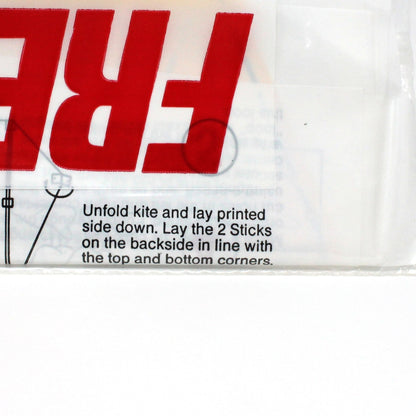 FRE
Unfold kite and lay printed
side down. Lay the 2 Sticks
on the backside in line with
the top and bottom corners.